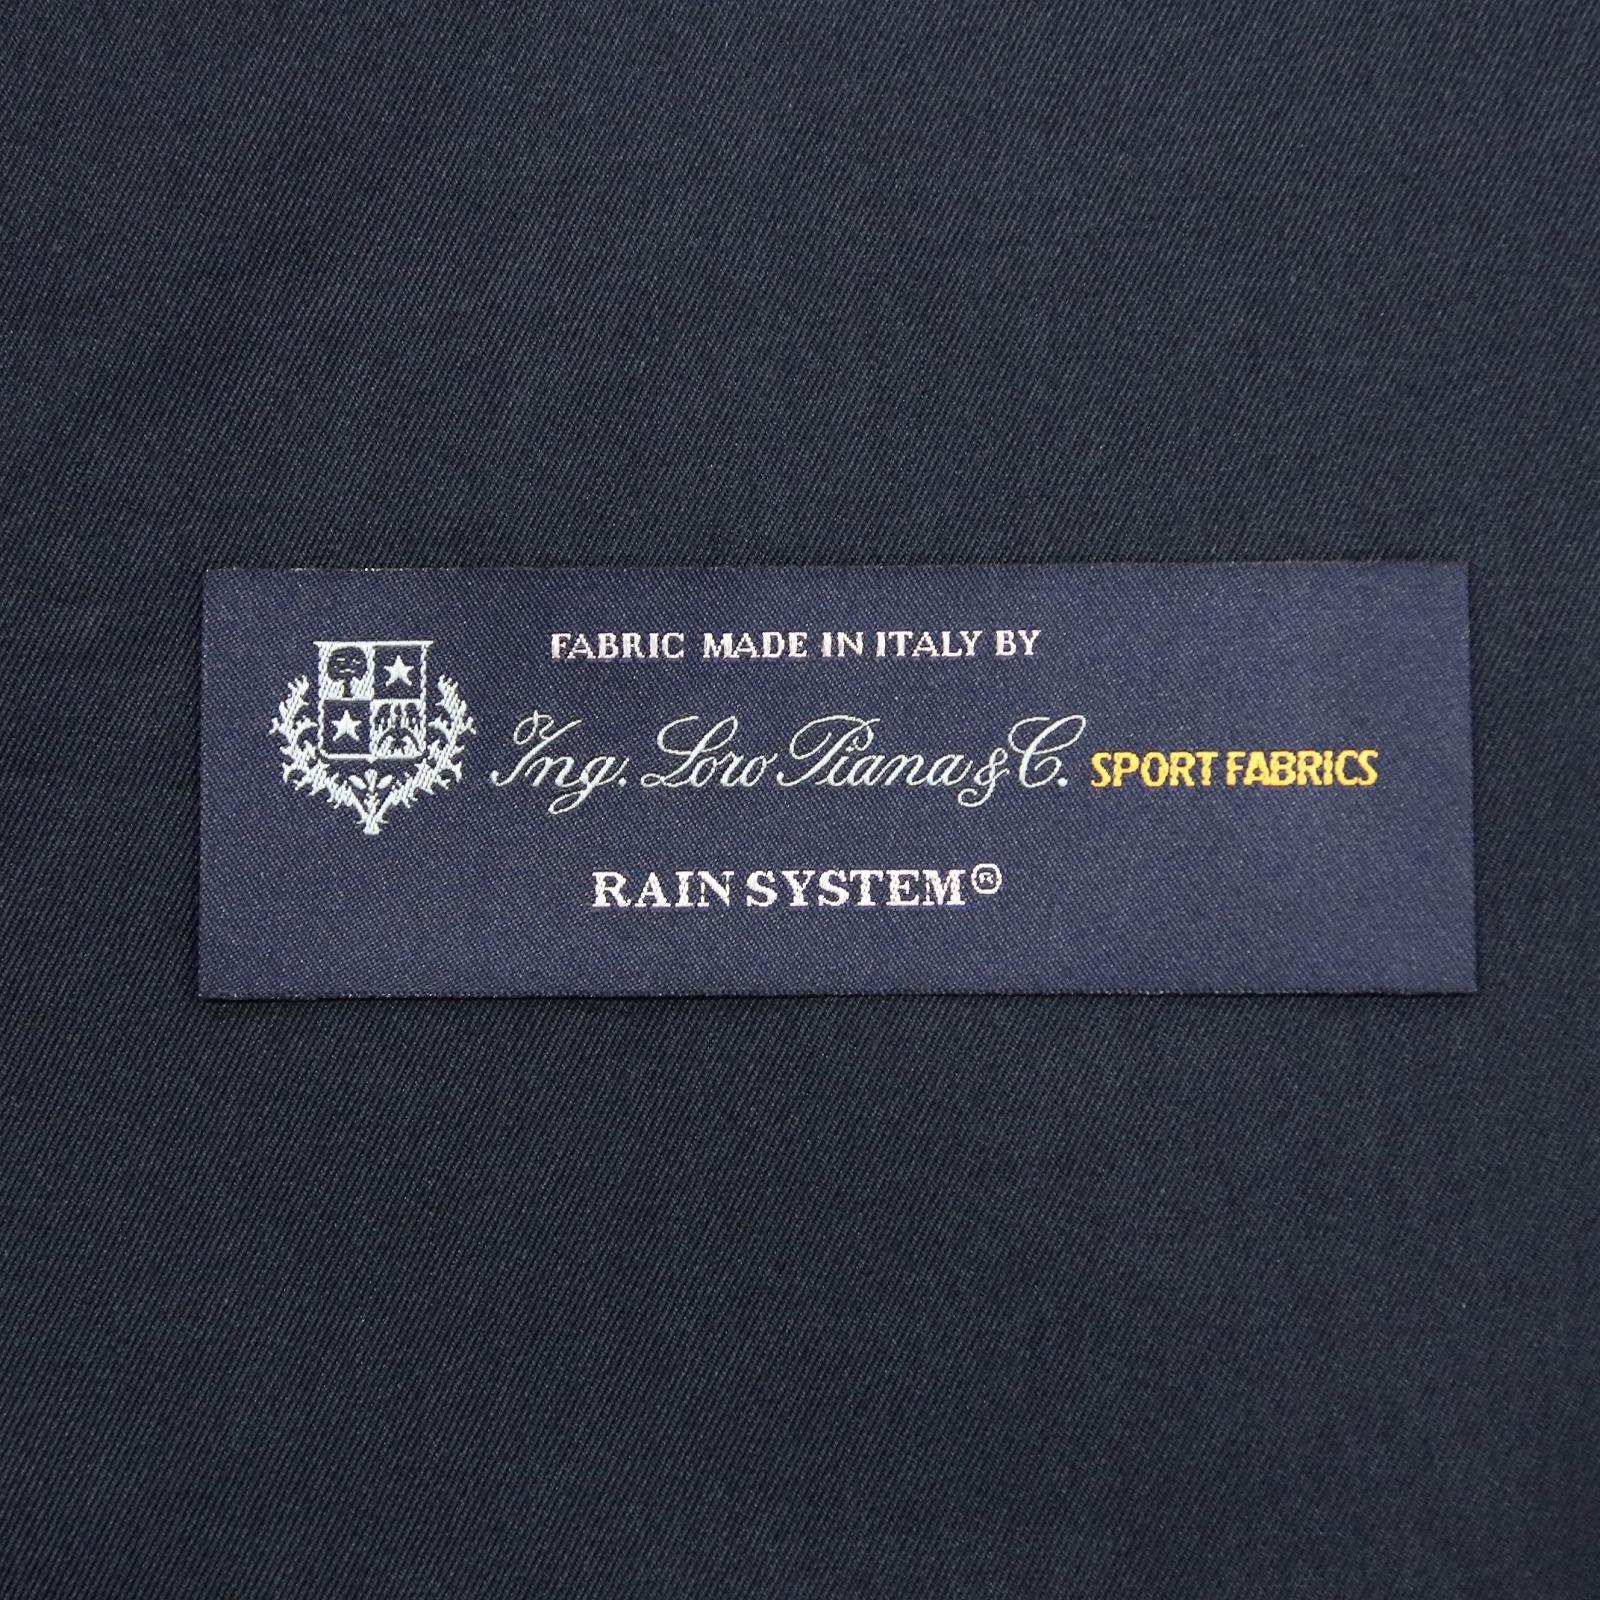 FABRIC MADE IN ITALY BY
Ing. Loro Piana & C. SPORT FABRICS
RAIN SYSTEM®